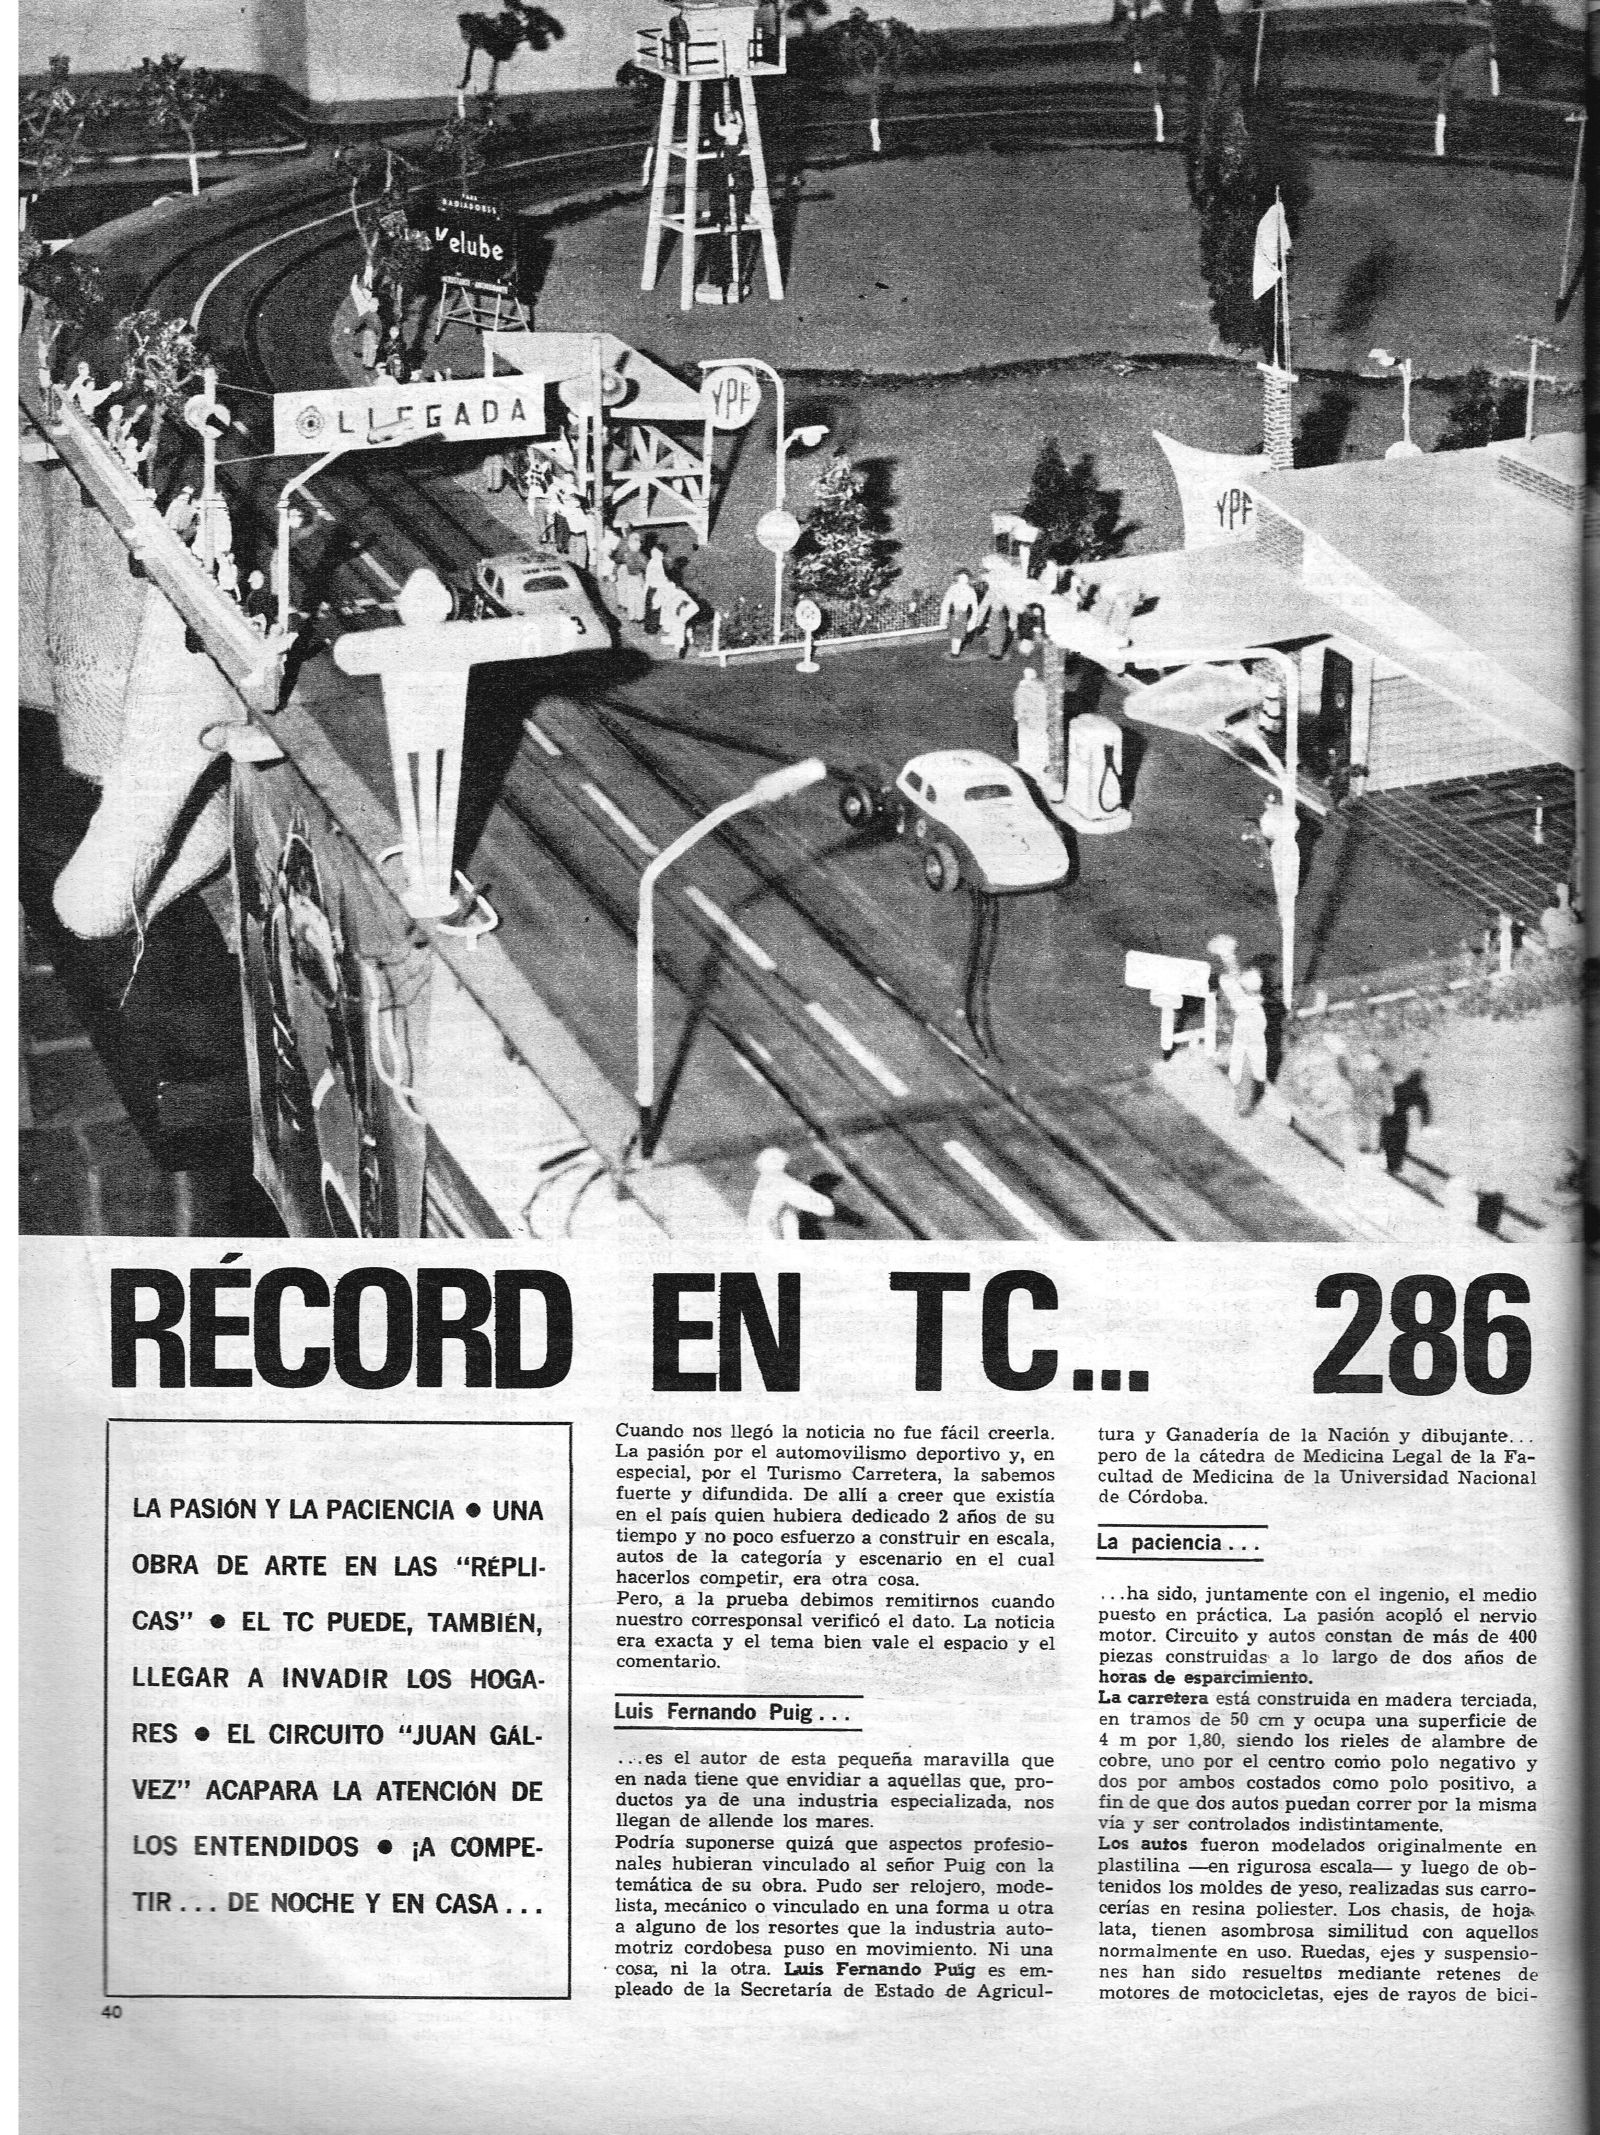 PARA
RADIADORES
Kelube
LLEGADA
YPF
YPF
3
RÉCORD EN TC... 286
LA PASIÓN Y LA PACIENCIA ● UNA
OBRA DE ARTE EN LAS "RÉPLI-
CAS" ● EL TC PUEDE, TAMBIÉN,
LLEGAR A INVADIR LOS HOGA-
RES ● EL CIRCUITO "JUAN GÁL-
VEZ" ACAPARA LA ATENCIÓN DE
LOS ENTENDIDOS ● ¡A COMPE-
TIR... DE NOCHE Y EN CASA...
40
Cuando nos llegó la noticia no fue fácil creerla.
La pasión por el automovilismo deportivo y, en
especial, por el Turismo Carretera, la sabemos
fuerte y difundida. De allí a creer que existía
en el país quien hubiera dedicado 2 años de su
tiempo y no poco esfuerzo a construir en escala,
autos de la categoría y escenario en el cual
hacerlos competir, era otra cosa.
Pero, a la prueba debimos remitirnos cuando
nuestro corresponsal verificó el dato. La noticia
era exacta y el tema bien vale el espacio y el
comentario.
Luis Fernando Puig...
...es el autor de esta pequeña maravilla que
en nada tiene que envidiar a aquellas que, pro-
ductos ya de una industria especializada, nos
llegan de allende los mares.
Podría suponerse quizá que aspectos profesio-
nales hubieran vinculado al señor Puig con la
temática de su obra. Pudo ser relojero, mode-
lista, mecánico o vinculado en una forma u otra
a alguno de los resortes que la industria auto-
motriz cordobesa puso en movimiento. Ni una
cosa, ni la otra. Luis Fernando Puig es em-
pleado de la Secretaría de Estado de Agricul-
tura y Ganadería de la Nación y dibujante...
pero de la cátedra de Medicina Legal de la Fa-
cultad de Medicina de la Universidad Nacional
de Córdoba.
La paciencia...
...ha sido, juntamente con el ingenio, el medio
puesto en práctica. La pasión acopló el nervio
motor. Circuito y autos constan de más de 400
piezas construidas a lo largo de dos años de
horas de esparcimiento.
La carretera está construida en madera terciada,
en tramos de 50 cm y ocupa una superficie de
4 m por 1,80, siendo los rieles de alambre de
cobre, uno por el centro como polo negativo y
dos por ambos costados como polo positivo, a
fin de que dos autos puedan correr por la misma
vía y ser controlados indistintamente.
Los autos fueron modelados originalmente en
plastilina —en rigurosa escala— y luego de ob-
tenidos los moldes de yeso, realizadas sus carro-
cerías en resina poliester. Los chasis, de hoja-
lata, tienen asombrosa similitud con aquellos
normalmente en uso. Ruedas, ejes y suspensio-
nes han sido resueltos mediante retenes de
motores de motocicletas, ejes de rayos de bici-